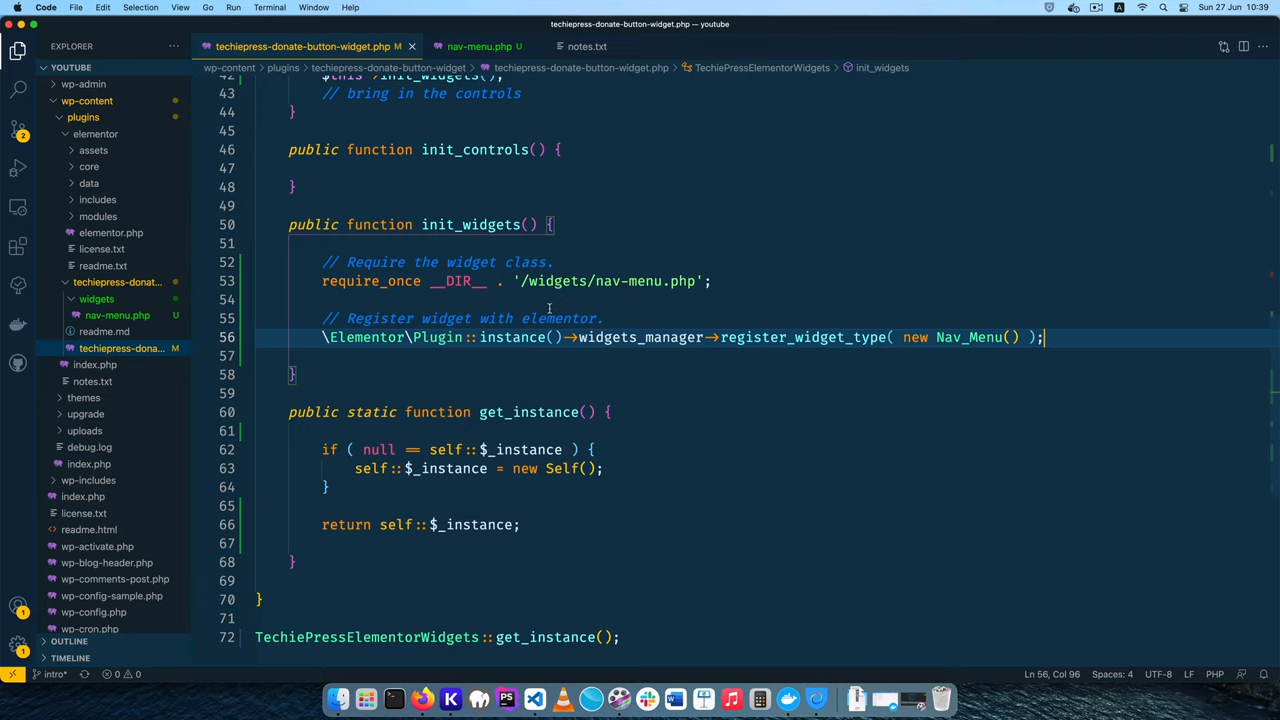 Code File Edit Selection View Go Run Terminal Window Help
A
Sun 27 Jun 10:39
techiepress-donate-button-widget.php — youtube
EXPLORER
techiepress-donate-button-widget.php M
nav-menu.php U
notes.txt
YOUTUBE
wp-content > plugins > techiepress-donate-button-widget > techiepress-donate-button-widget.php > TechiePressElementorWidgets > init_widgets
wp-admin
wp-content
plugins
elementor
assets
core
data
includes
modules
elementor.php
license.txt
readme.txt
techiepress-donat...
widgets
nav-menu.php U
readme.md
techiepress-dona... M
index.php
notes.txt
themes
upgrade
uploads
debug.log
index.php
wp-includes
index.php
license.txt
readme.html
wp-activate.php
wp-blog-header.php
wp-comments-post.php
wp-config-sample.php
wp-config.php
wp-cron.php
OUTLINE
TIMELINE
2
1
1
42 $this->init_widgets();
43 // bring in the controls
44 }
45
46 public function init_controls() {
47
48 }
49
50 public function init_widgets() {
51
52 // Require the widget class.
53 require_once __DIR__ . '/widgets/nav-menu.php';
54
55 // Register widget with elementor.
56 \Elementor\Plugin::instance()->widgets_manager->register_widget_type( new Nav_Menu() );
57
58 }
59
60 public static function get_instance() {
61
62 if ( null == self::$_instance ) {
63 self::$_instance = new Self();
64 }
65
66 return self::$_instance;
67
68 }
69
70 }
71
72 TechiePressElementorWidgets::get_instance();
intro* 0 0
Ln 56, Col 96 Spaces: 4 UTF-8 LF PHP